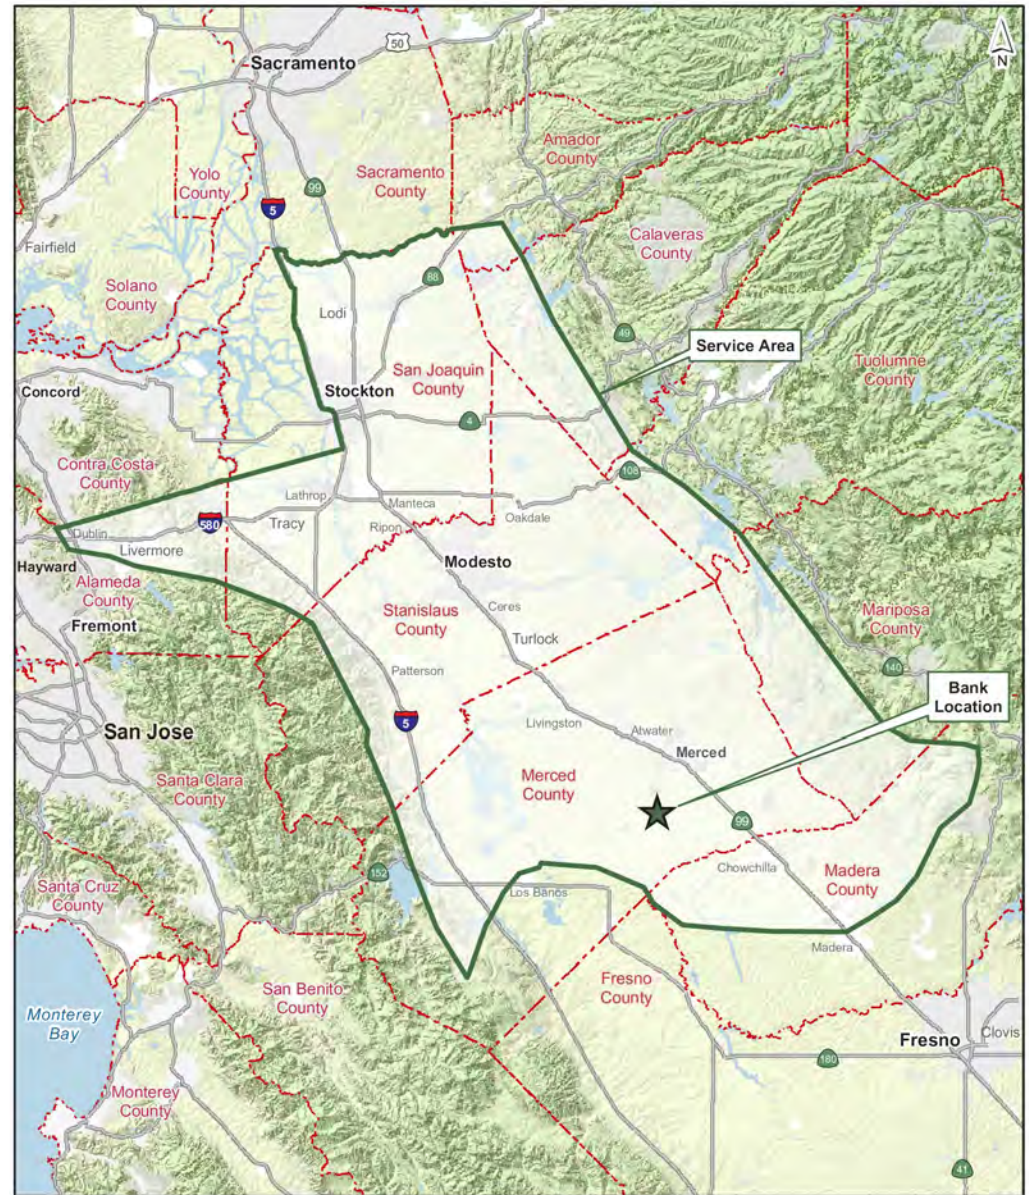 N
50
Sacramento
Amador
County
Yolo
County
99
Sacramento
County
5
Calaveras
County
Fairfield
88
Solano
County
Lodi
49
Service Area
San Joaquin
County
Tuolumne
County
Concord
Stockton
4
Contra Costa
County
108
Lathrop
Manteca
580
Tracy
Ripon
Oakdale
Dublin
Livermore
Hayward
Modesto
Alameda
County
Stanislaus
County
Ceres
Mariposa
County
Fremont
Turlock
140
Patterson
Bank
Location
5
Livingston
Atwater
San Jose
Merced
Santa Clara
County
Merced
County
99
152
Chowchilla
Madera
County
Santa Cruz
County
Los Banos
Madera
San Benito
County
Fresno
County
Monterey
Bay
Clovis
Fresno
180
Monterey
County
41